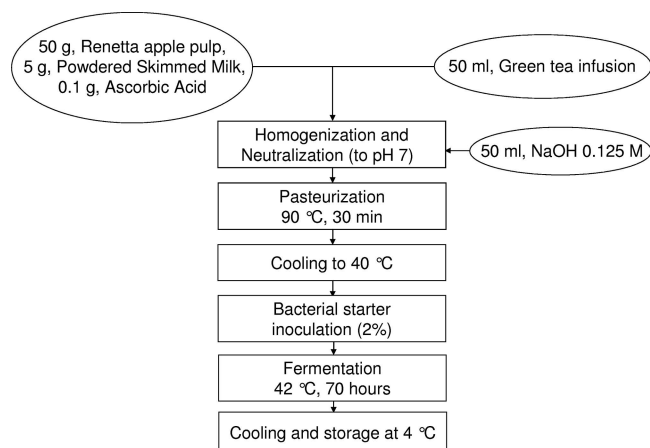 50 g, Renetta apple pulp,
5 g, Powdered Skimmed Milk,
0.1 g, Ascorbic Acid
50 ml, Green tea infusion
Homogenization and
Neutralization (to pH 7)
50 ml, NaOH 0.125 M
Pasteurization
90 °C, 30 min
Cooling to 40 °C
Bacterial starter
inoculation (2%)
Fermentation
42 °C, 70 hours
Cooling and storage at 4 °C